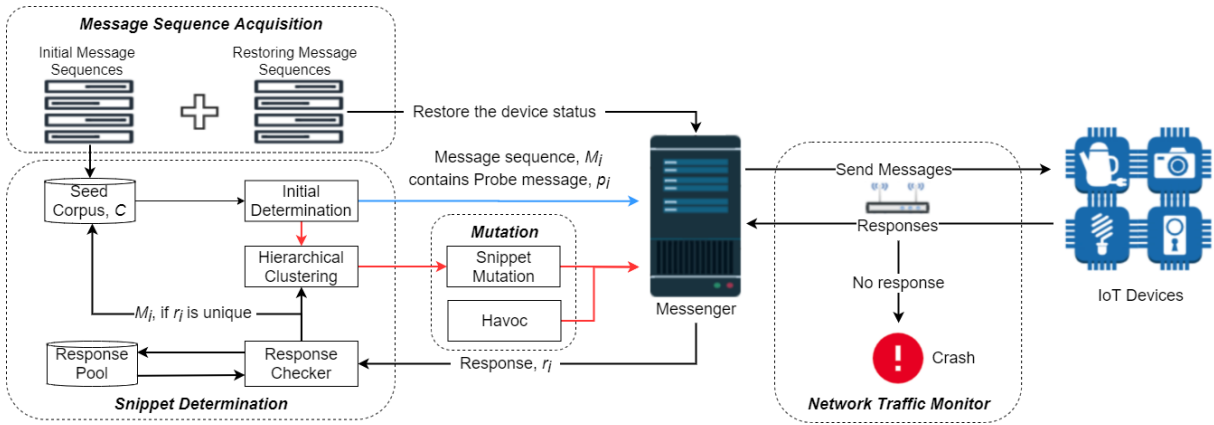 Message Sequence Acquisition
Initial Message
Sequences
Restoring Message
Sequences
Restore the device status
Message sequence, Mi
contains Probe message, pi
Seed
Corpus, C
Initial
Determination
Hierarchical
Clustering
Mutation
Snippet
Mutation
Havoc
Messenger
Mi, if ri is unique
Response
Pool
Response
Checker
Response, ri
Snippet Determination
Send Messages
Responses
No response
Crash
Network Traffic Monitor
IoT Devices